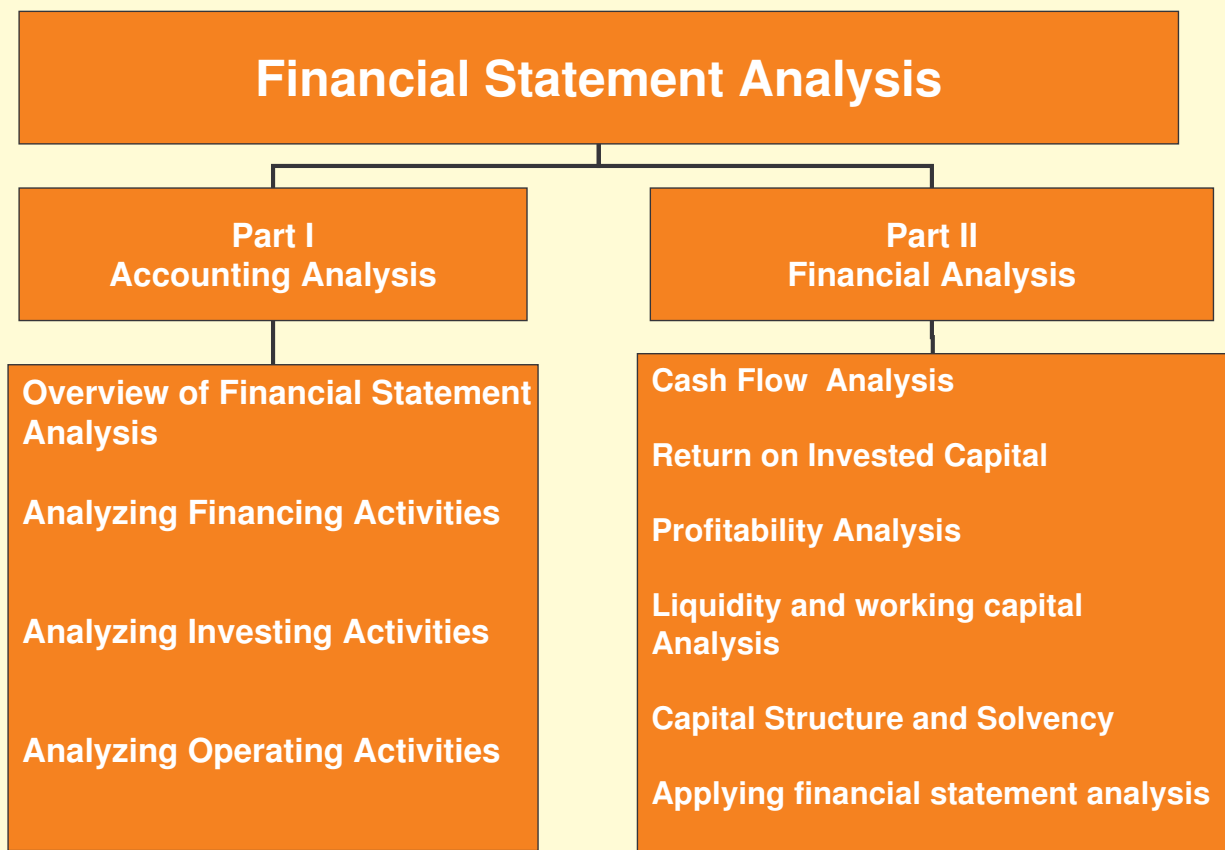 Financial Statement Analysis
Part I
Accounting Analysis
Part II
Financial Analysis
Overview of Financial Statement
Analysis
Analyzing Financing Activities
Analyzing Investing Activities
Analyzing Operating Activities
Cash Flow Analysis
Return on Invested Capital
Profitability Analysis
Liquidity and working capital
Analysis
Capital Structure and Solvency
Applying financial statement analysis